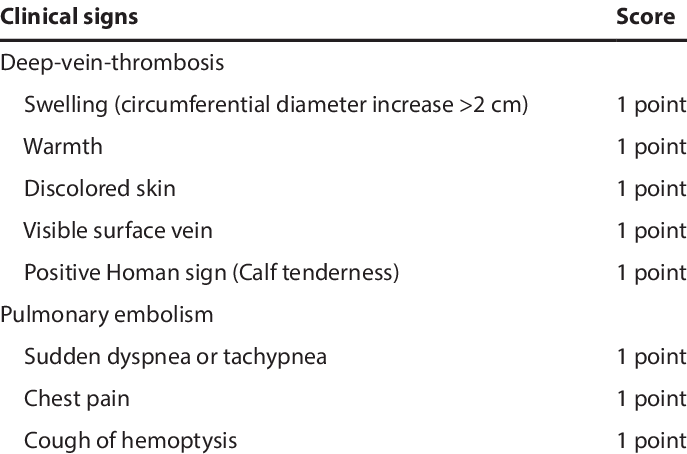 Clinical signs Score
Deep-vein-thrombosis
Swelling (circumferential diameter increase >2 cm) 1 point
Warmth 1 point
Discolored skin 1 point
Visible surface vein 1 point
Positive Homan sign (Calf tenderness) 1 point
Pulmonary embolism
Sudden dyspnea or tachypnea 1 point
Chest pain 1 point
Cough of hemoptysis 1 point